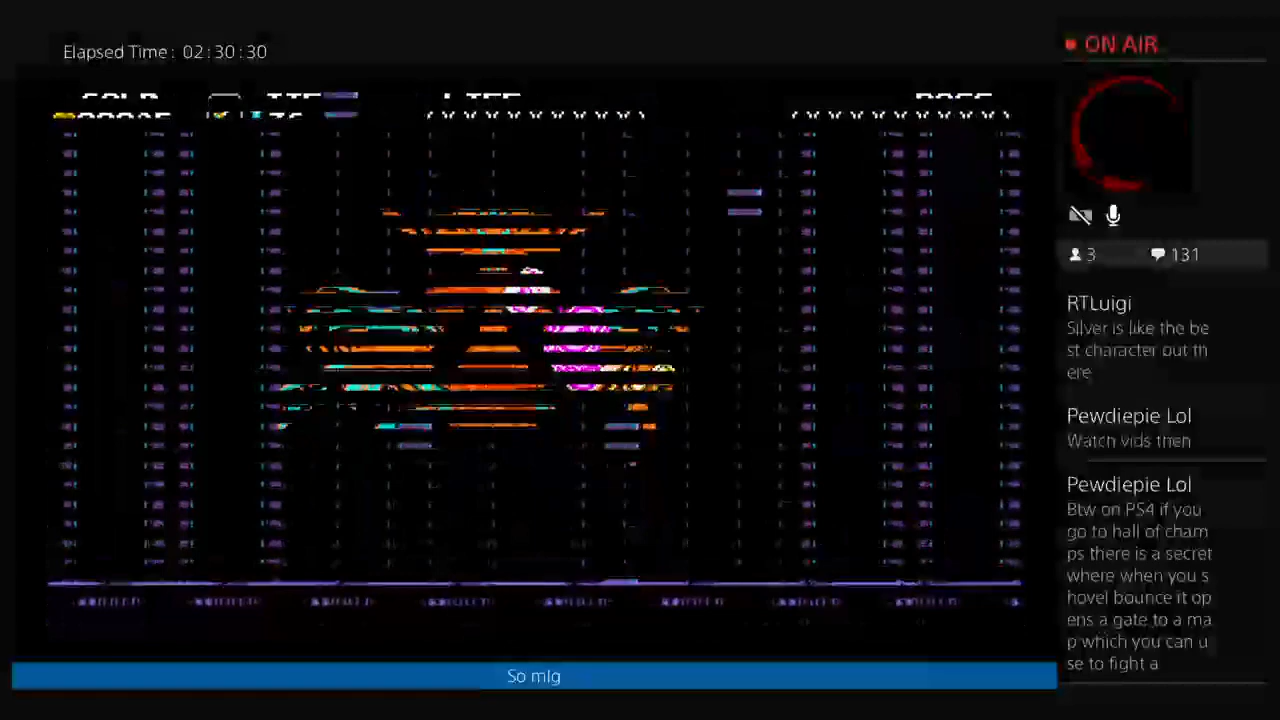 Elapsed Time: 02:30:30
ON AIR
3
131
RTLuigi
Silver is like the be
st character out th
ere
Pewdiepie Lol
Watch vids then
Pewdiepie Lol
Btw on PS4 if you
go to hall of cham
ps there is a secret
where when you s
hovel bounce it op
ens a gate to a ma
p which you can u
se to fight a
So mlg